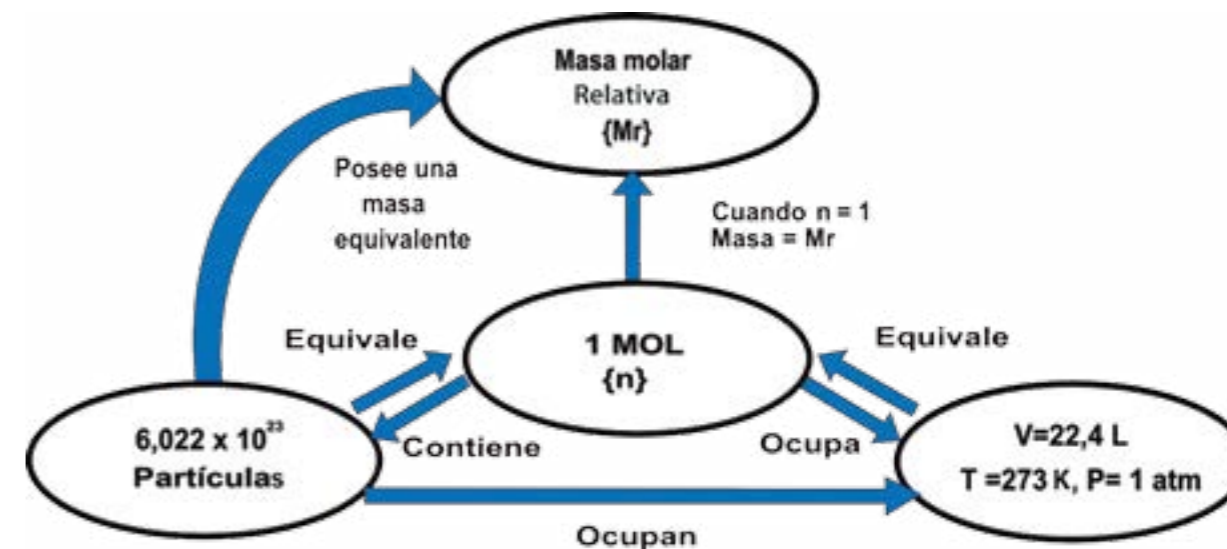 Masa molar
Relativa
{Mr}
Posee una
masa
equivalente
Cuando n = 1
Masa = Mr
Equivale
1 MOL
{n}
Equivale
6,022 x 10²³
Partículas
Contiene
Ocupa
V=22,4 L
T =273 K, P= 1 atm
Ocupan